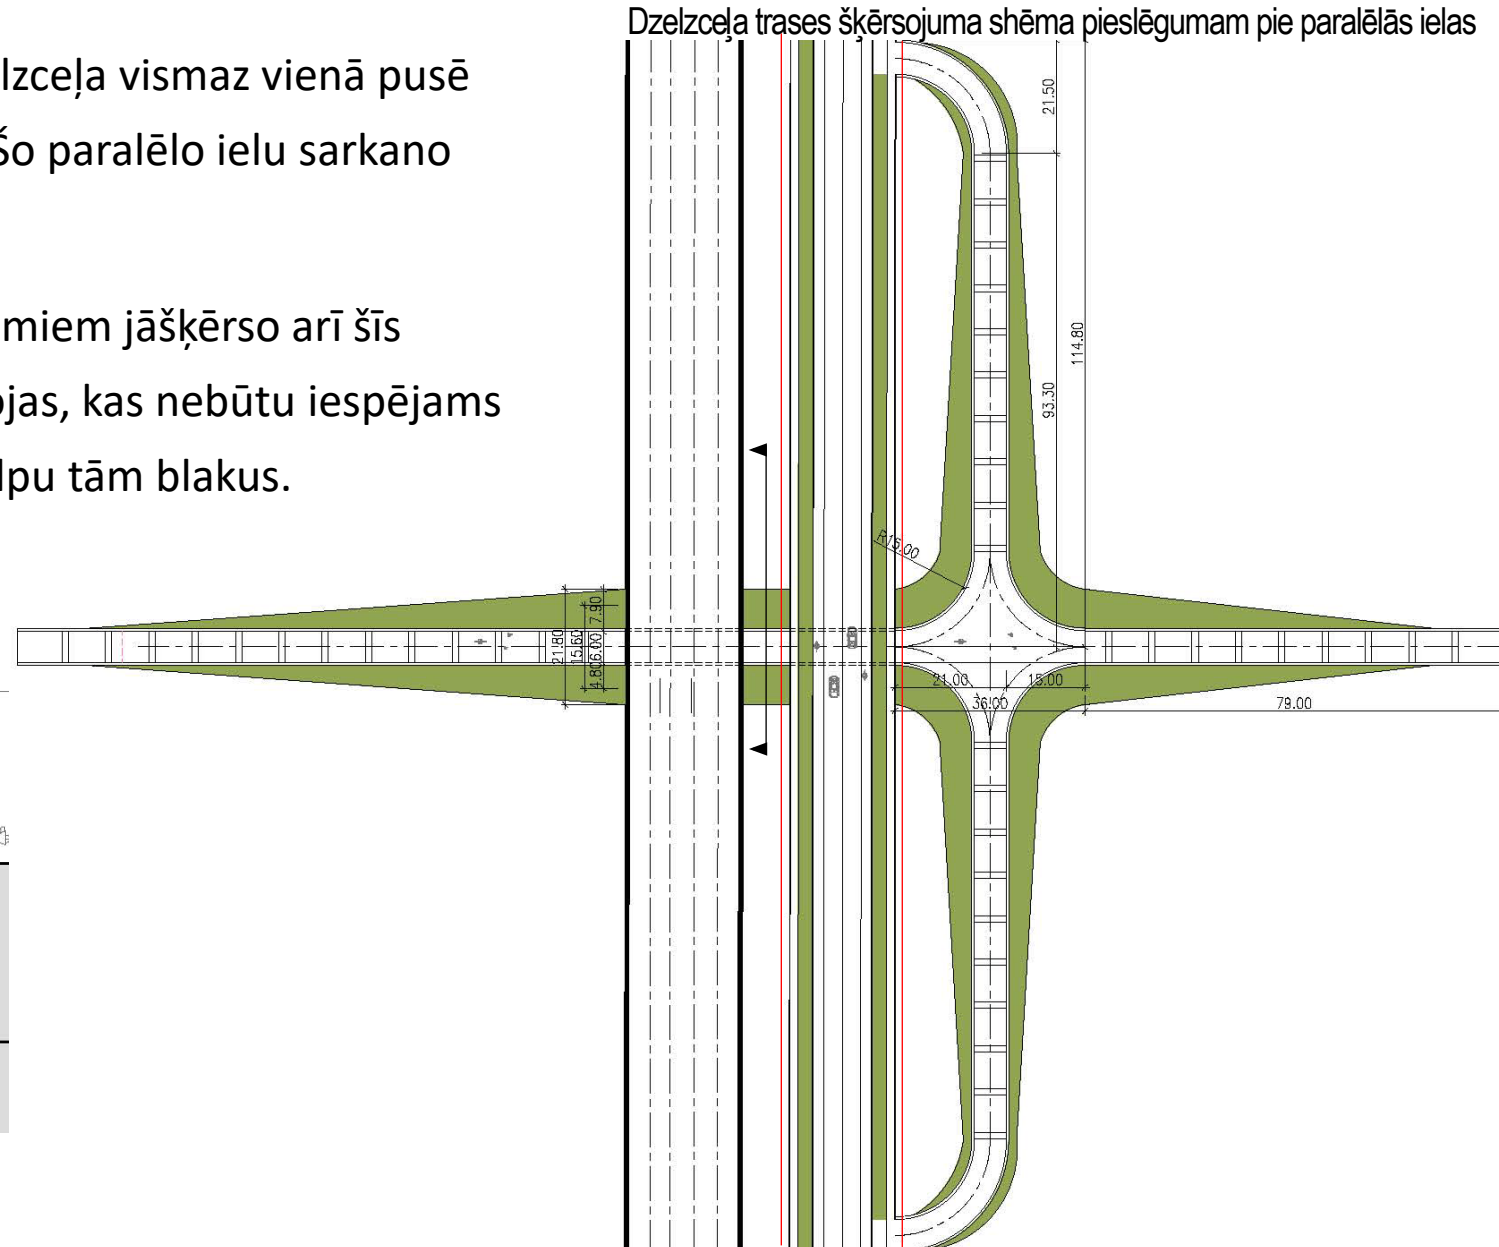 Dzelzceļa trases šķērsojuma shēma pieslēgumam pie paralēlās ielas
lzceļa vismaz vienā pusē
Šo paralēlo ielu sarkano
miem jāšķērso arī šīs
ojas, kas nebūtu iespējams
lpu tām blakus.
21.50
114.80
93.30
R15.00
21.80
15.60
7.90
6.00
4.80
21.00
15.00
36.00
79.00